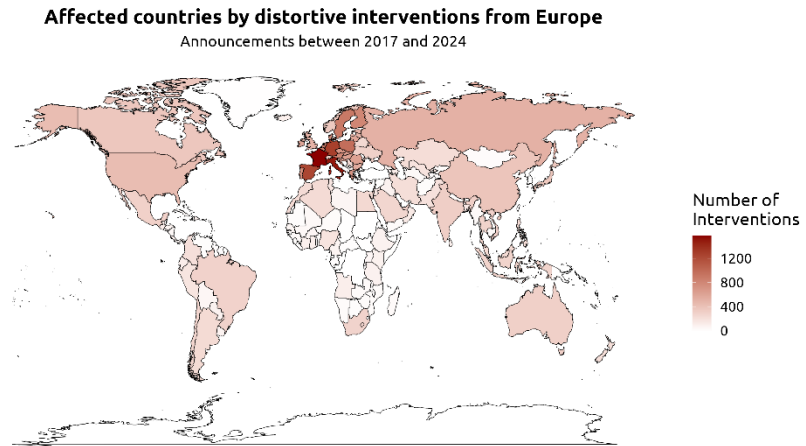 Affected countries by distortive interventions from Europe
Announcements between 2017 and 2024
Number of
Interventions
1200
800
400
0